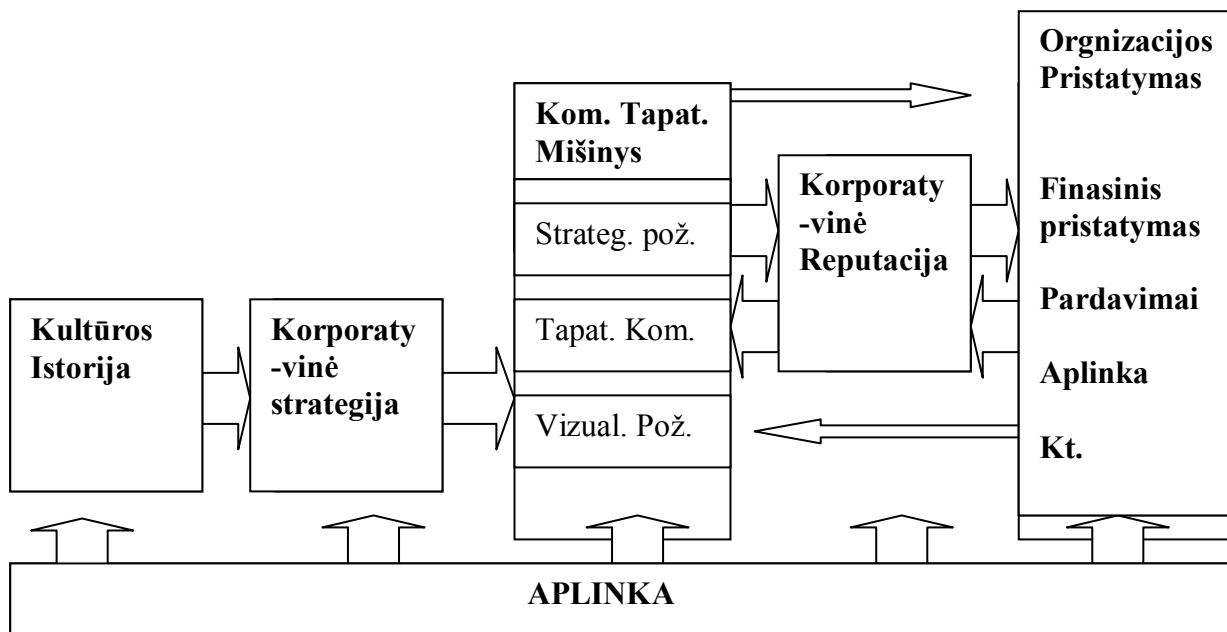 Kultūros
Istorija
Korporaty
-vinė
strategija
Kom. Tapat.
Mišinys
Strateg. pož.
Tapat. Kom.
Vizual. Pož.
Korporaty
-vinė
Reputacija
Orgnizacijos
Pristatymas
Finasinis
pristatymas
Pardavimai
Aplinka
Kt.
APLINKA